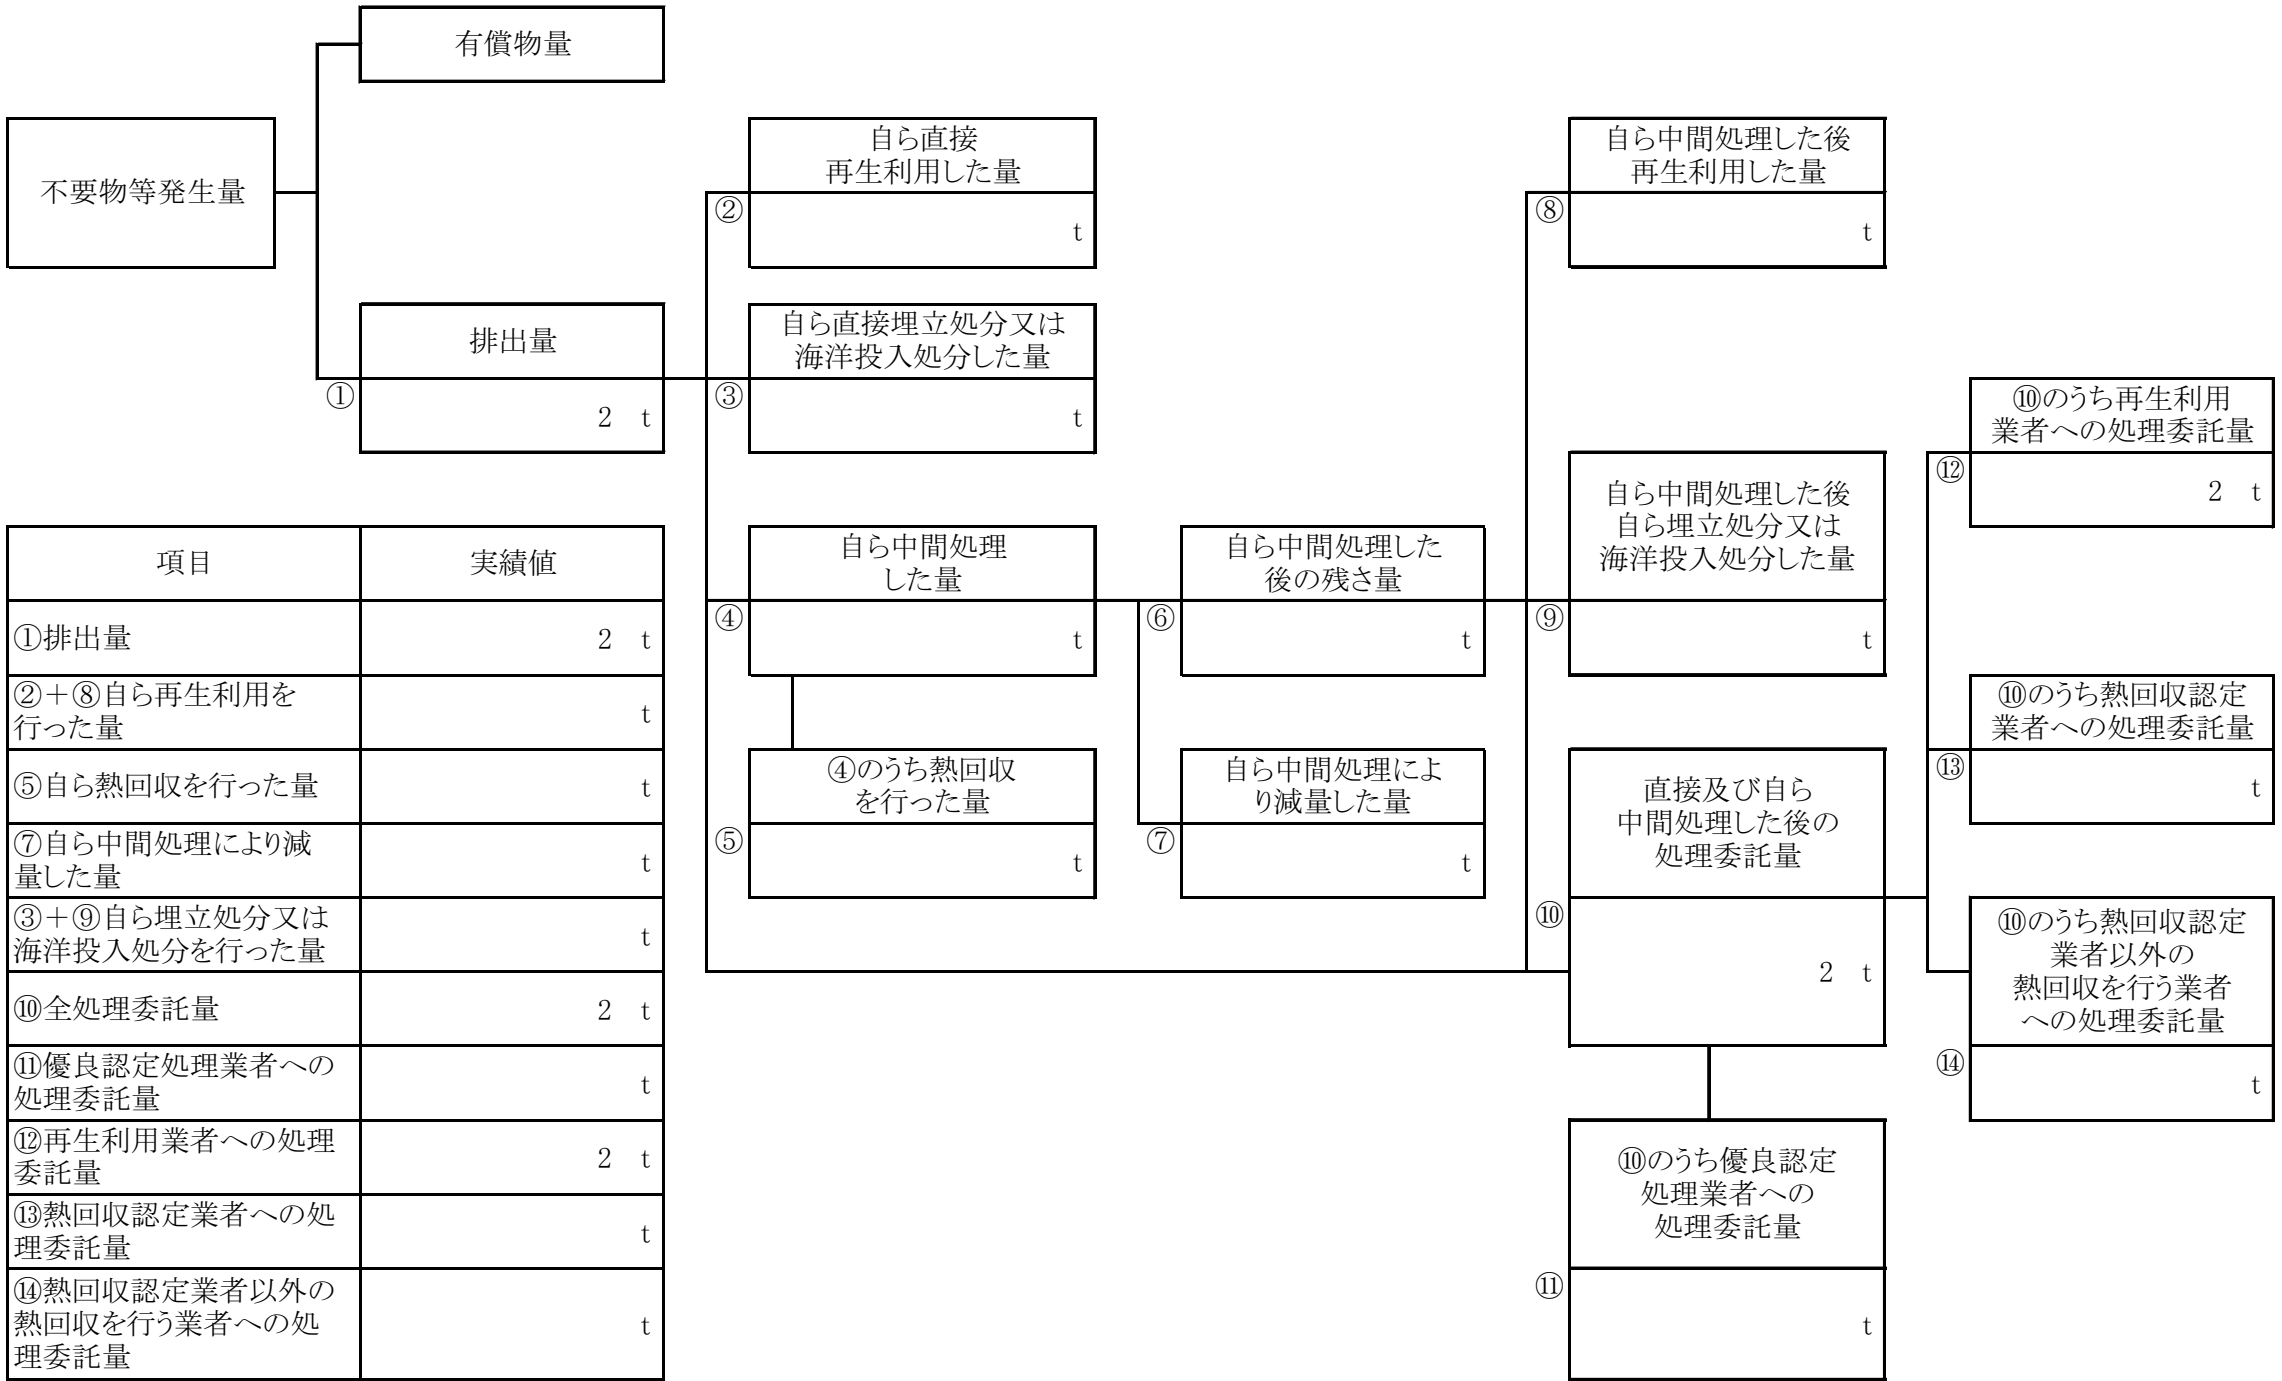 有償物量
不要物等発生量
排出量
①
2 t
自ら直接
再生利用した量
②
t
自ら直接埋立処分又は
海洋投入処分した量
③
t
自ら中間処理
した量
④
t
④のうち熱回収
を行った量
⑤
t
自ら中間処理した
後の残さ量
⑥
t
自ら中間処理によ
り減量した量
⑦
t
自ら中間処理した後
再生利用した量
⑧
t
自ら中間処理した後
自ら埋立処分又は
海洋投入処分した量
⑨
t
直接及び自ら
中間処理した後の
処理委託量
⑩
2 t
⑩のうち優良認定
処理業者への
処理委託量
⑪
t
⑩のうち再生利用
業者への処理委託量
⑫
2 t
⑩のうち熱回収認定
業者への処理委託量
⑬
t
⑩のうち熱回収認定
業者以外の
熱回収を行う業者
への処理委託量
⑭
t
項目 実績値
①排出量 2 t
②＋⑧自ら再生利用を
行った量 t
⑤自ら熱回収を行った量 t
⑦自ら中間処理により減
量した量 t
③＋⑨自ら埋立処分又は
海洋投入処分を行った量 t
⑩全処理委託量 2 t
⑪優良認定処理業者への
処理委託量 t
⑫再生利用業者への処理
委託量 2 t
⑬熱回収認定業者への処
理委託量 t
⑭熱回収認定業者以外の
熱回収を行う業者への処
理委託量 t